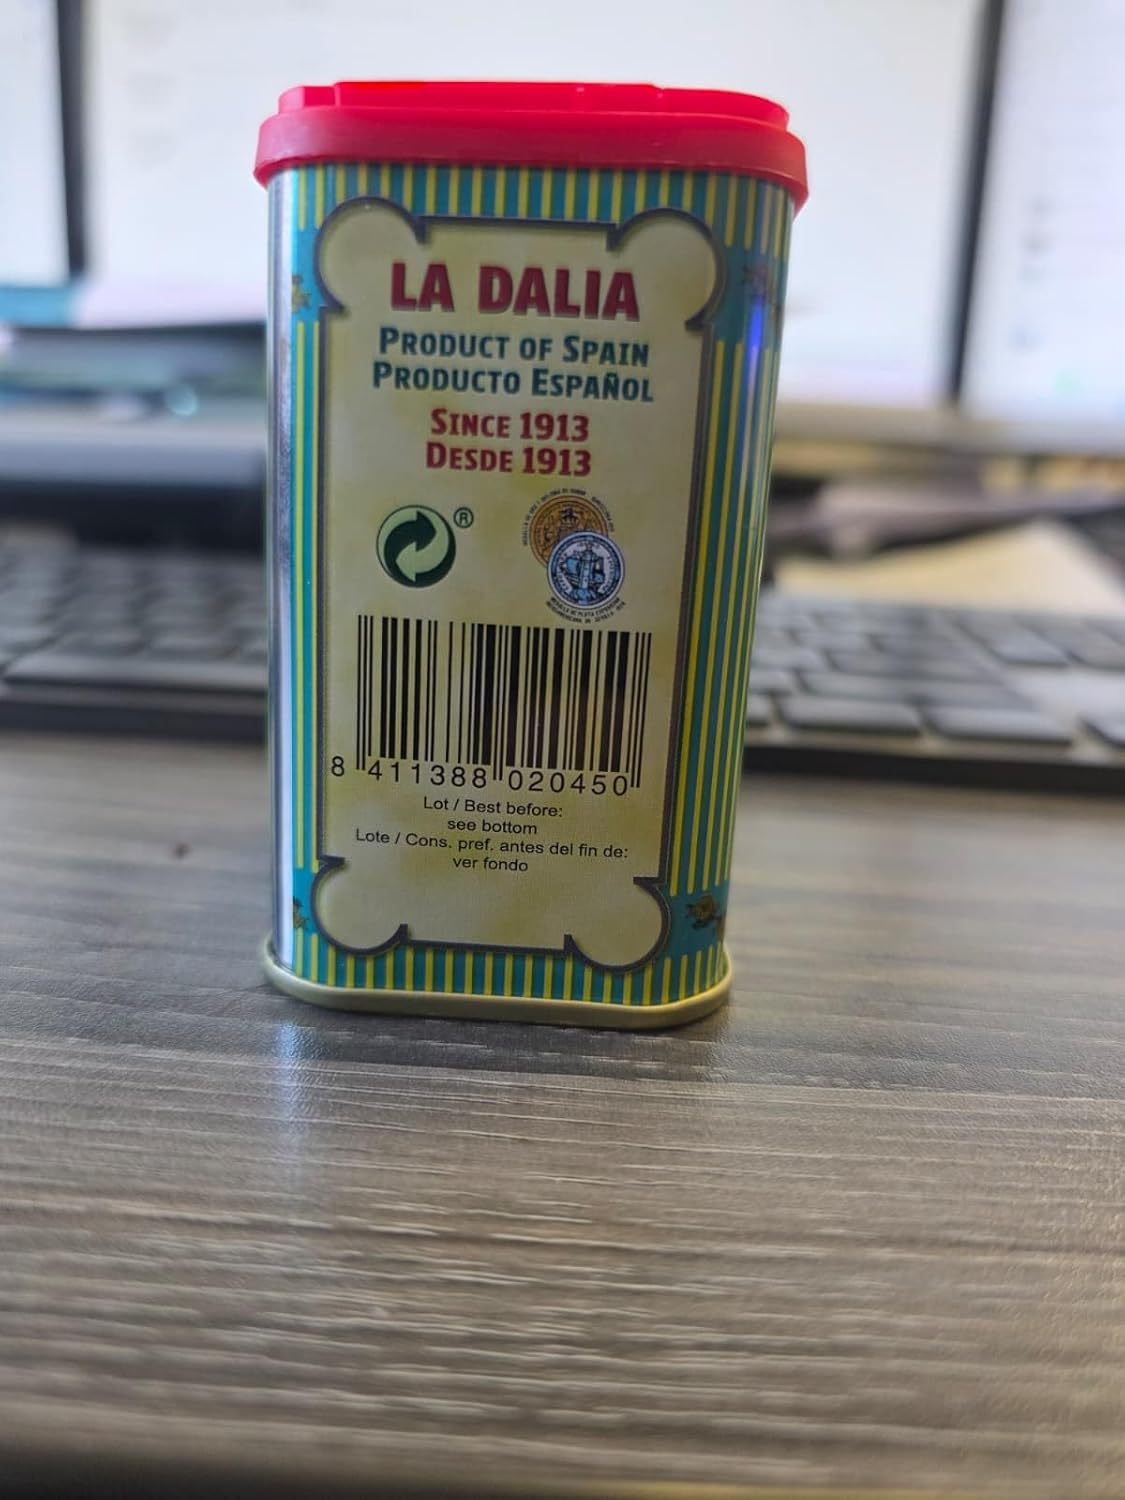 LA DALIA
PRODUCT OF SPAIN
PRODUCTO ESPAÑOL
SINCE 1913
DESDE 1913
®
8 411388 020450
Lot / Best before:
see bottom
Lote / Cons. pref. antes del fin de:
ver fondo